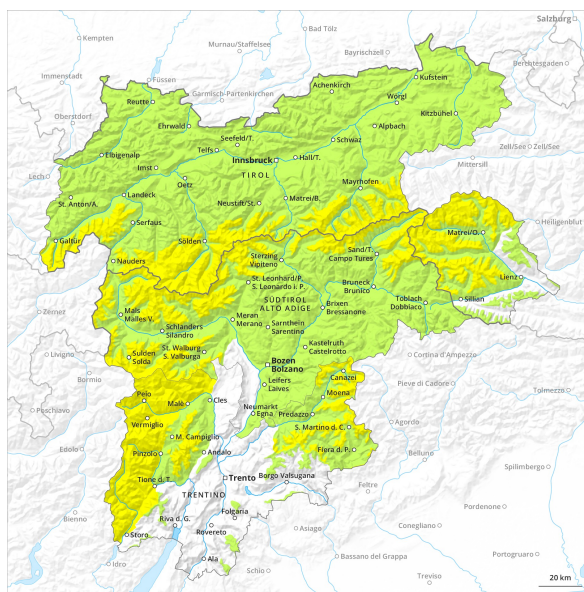 Salzburg
Bad Tölz
Kempten
Murnau/Staffelsee
Bayrischzell
Berchtesgaden
Immenstadt
Füssen
Garmisch-Partenkirchen
Kufstein
Achenkirch
Wörgl
Reutte
Oberstdorf
Kitzbühel
Ehrwald
Seefeld/T.
Schwaz
Alpbach
Zell/See
Zell/See
Elbigenalp
Telfs
Innsbruck
Hall/T.
Mittersill
Lech
Imst
TIROL
Oetz
Mayrhofen
St. Anton/A.
Landeck
Neustift/St.
Matrei/B.
Serfaus
Heiligenblut
Galtür
Sölden
Matrei/O.
Nauders
Sterzing
Vipiteno
Sand/T.
Campo Tures
Lienz
St. Leonhard/P.
S. Leonardo i. P.
Bruneck
Brunico
Toblach
Dobbiaco
Sillian
SÜDTIROL
ALTO ADIGE
Brixen
Bressanone
Zernez
Mals
Malles V.
Meran
Merano
Sarnthein
Sarentino
Schlanders
Silandro
Kastelruth
Castelrotto
Livigno
St. Walburg
S. Valburga
Sulden
Solda
Cortina d'Ampezzo
Bozen
Bolzano
Canazei
Bormio
Leifers
Laives
Pieve di Cadore
Tolmezzo
Peio
Moena
Poschiavo
Malè
Cles
Neumarkt
Egna
Predazzo
Agordo
Vermiglio
S. Martino d. C.
M. Campiglio
Edolo
Pinzolo
Andalo
Fiera d. P.
Belluno
Spilimbergo
Tione d. T.
Trento
Borgo Valsugana
TRENTINO
Feltre
Pordenone
Bienno
Riva d. G.
Folgaria
Rovereto
Asiago
Conegliano
Storo
Ala
Bassano del Grappa
Portogruaro
Idro
Schio
Treviso
20 km